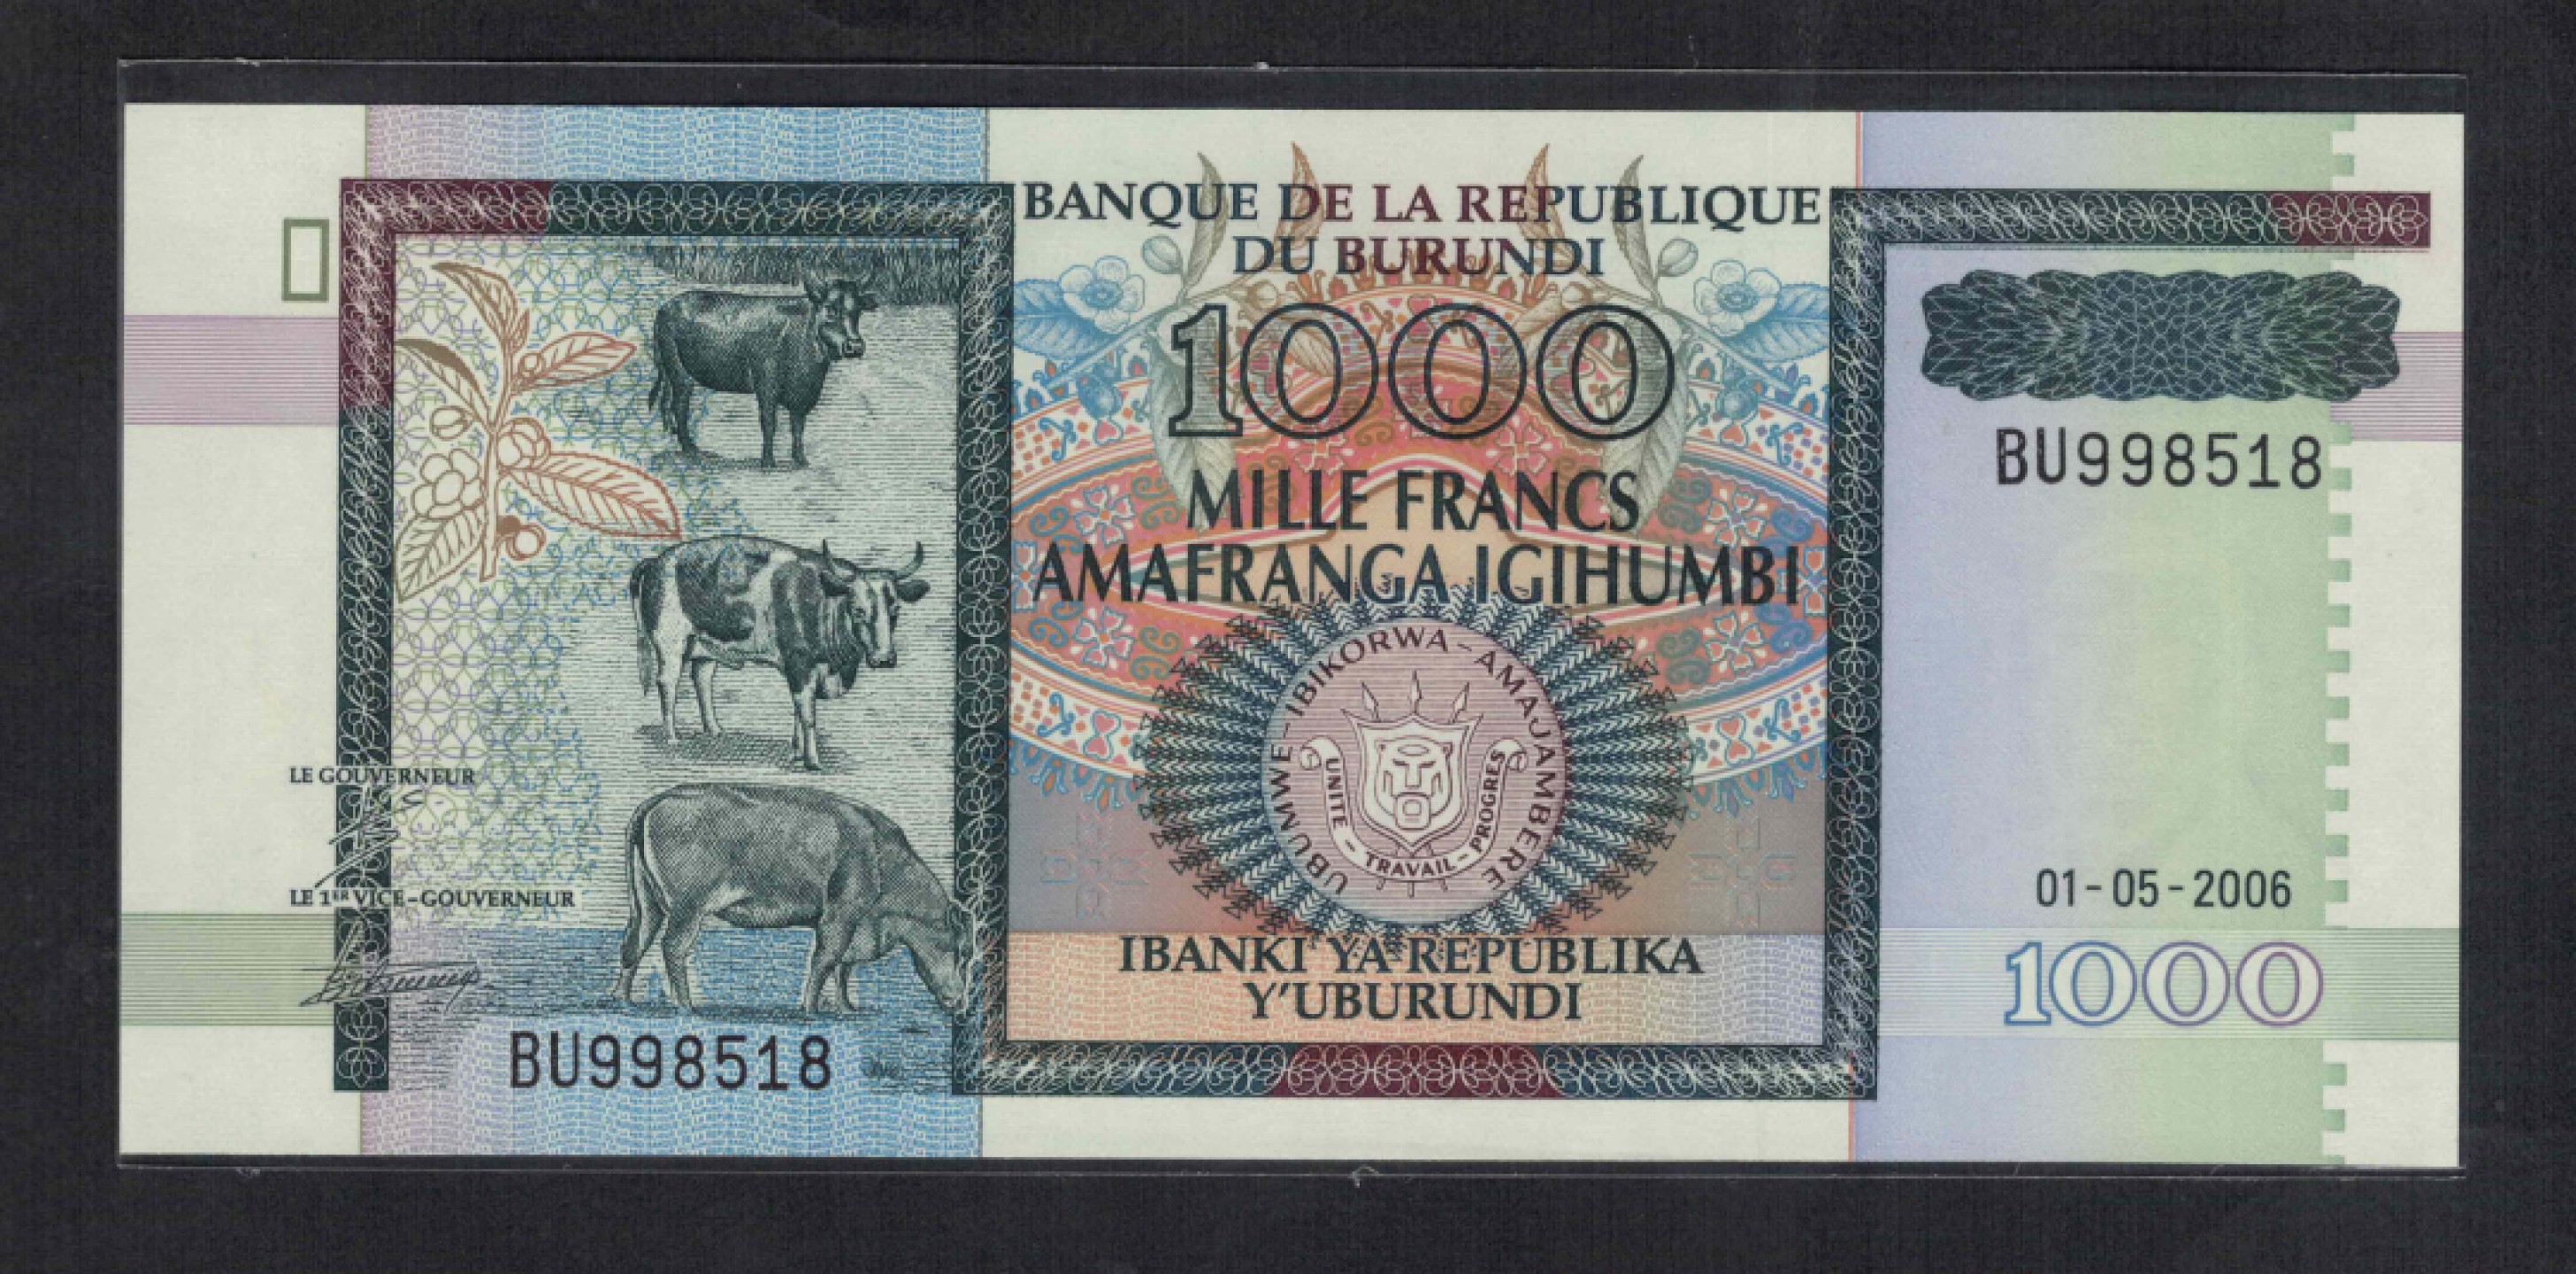 BANQUE DE LA REPUBLIQUE
DU BURUNDI
1000
MILLE FRANCS
AMAFRANGA IGIHUMBI
BU998518
UBUMWE-IBIKORWA-AMAJAMBERE
UNITE - TRAVAIL - PROGRES
LE GOUVERNEUR
LE 1ER VICE-GOUVERNEUR
01-05-2006
IBANKI YA REPUBLIKA
Y'UBURUNDI
1000
BU998518